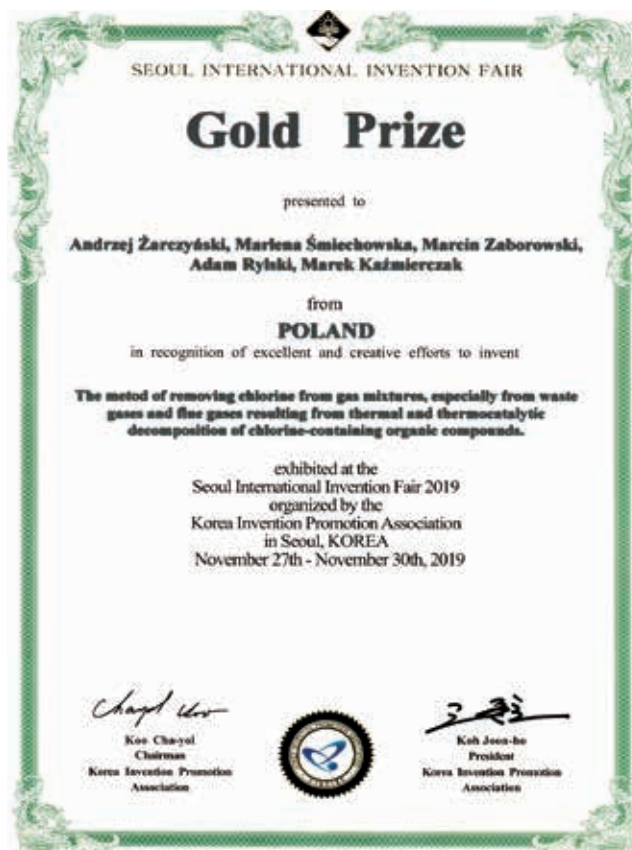 SEOUL INTERNATIONAL INVENTION FAIR
Gold Prize
presented to
Andrzej Żarczyński, Marlena Śmiechowska, Marcin Zaborowski,
Adam Rylski, Marek Kaźmierczak
from
POLAND
in recognition of excellent and creative efforts to invent
The metod of removing chlorine from gas mixtures, especially from waste
gases and flue gases resulting from thermal and thermocatalytic
decomposition of chlorine-containing organic compounds.
exhibited at the
Seoul International Invention Fair 2019
organized by the
Korea Invention Promotion Association
in Seoul, KOREA
November 27th - November 30th, 2019
Koo Cha-yol
Chairman
Korea Invention Promotion
Association
Koh Joon-ho
President
Korea Invention Promotion
Association